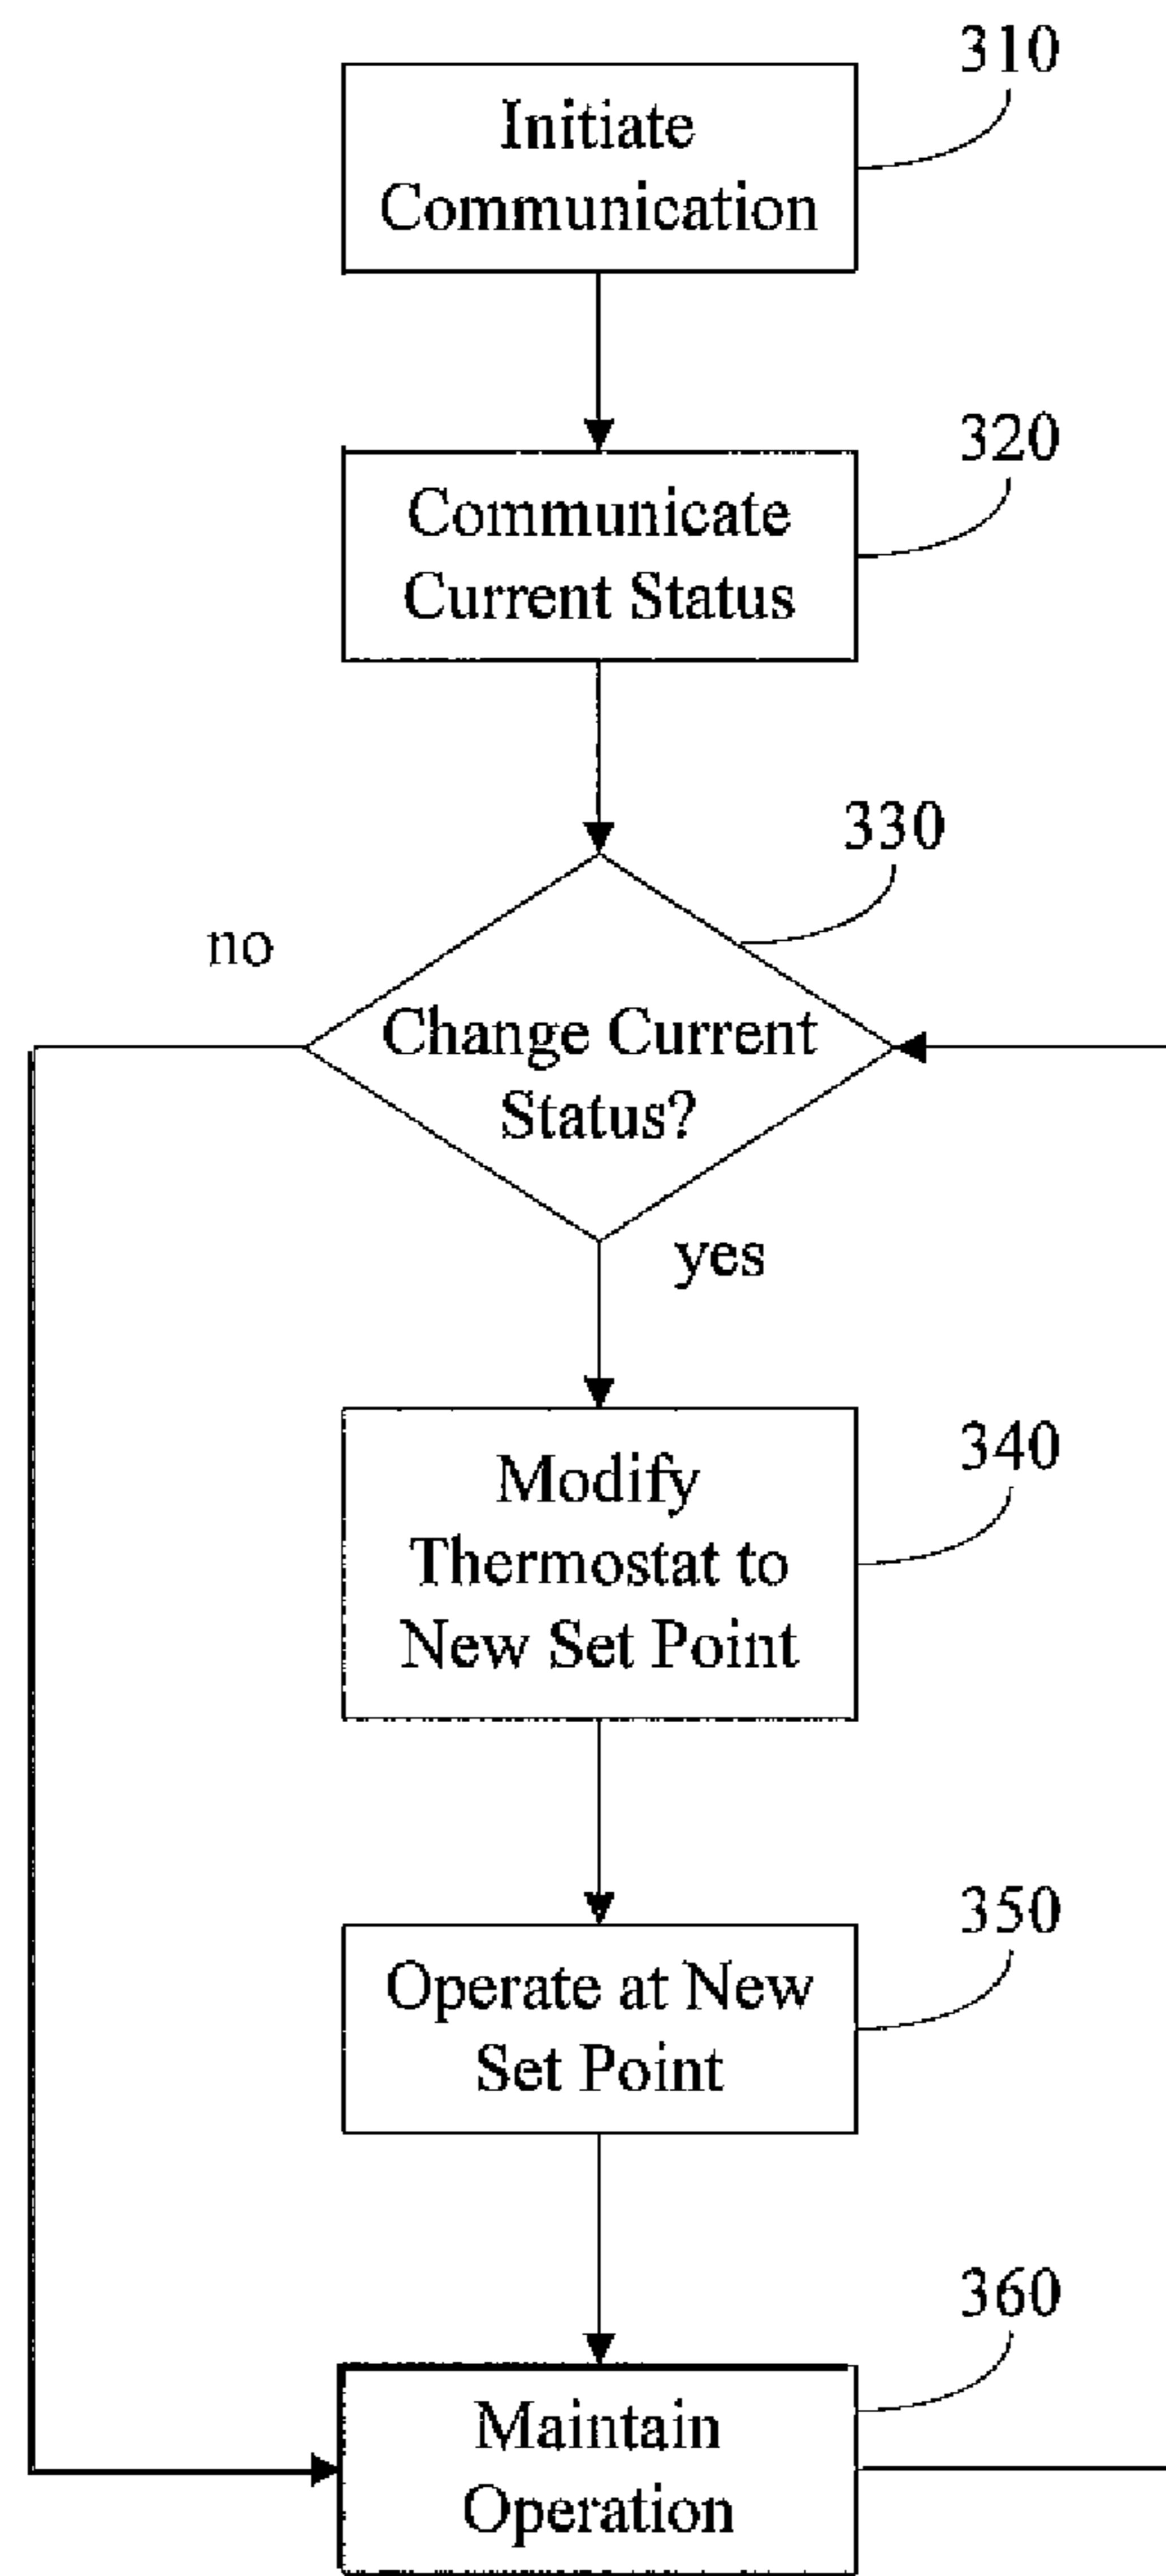 310
Initiate
Communication
320
Communicate
Current Status
330
no
Change Current
Status?
yes
340
Modify
Thermostat to
New Set Point
350
Operate at New
Set Point
360
Maintain
Operation